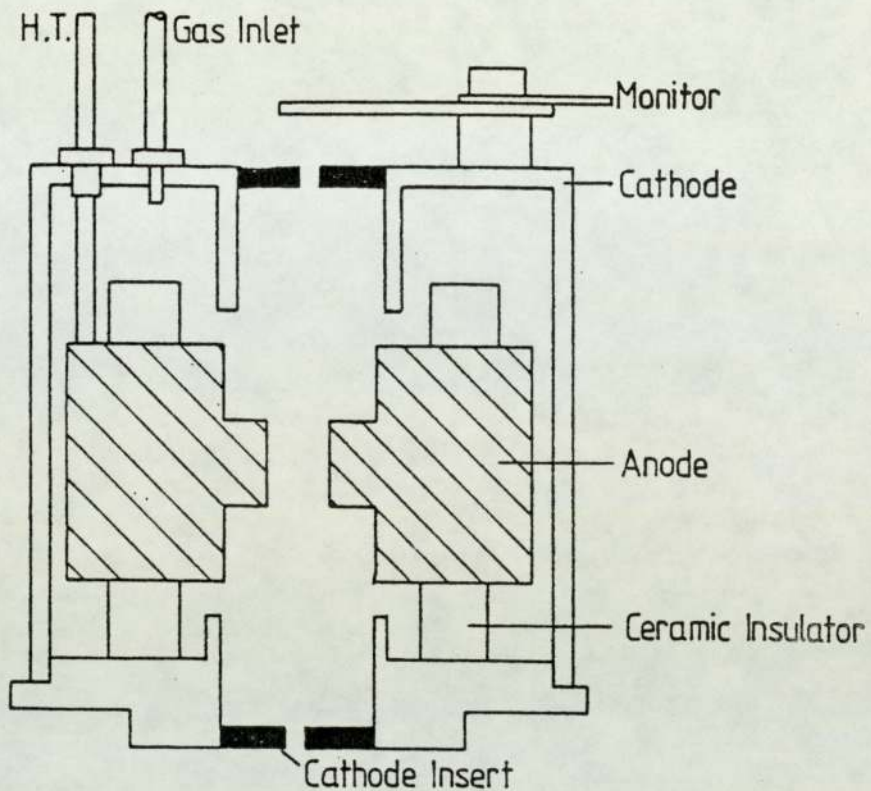 H.T.
Gas Inlet
Monitor
Cathode
Anode
Ceramic Insulator
Cathode Insert